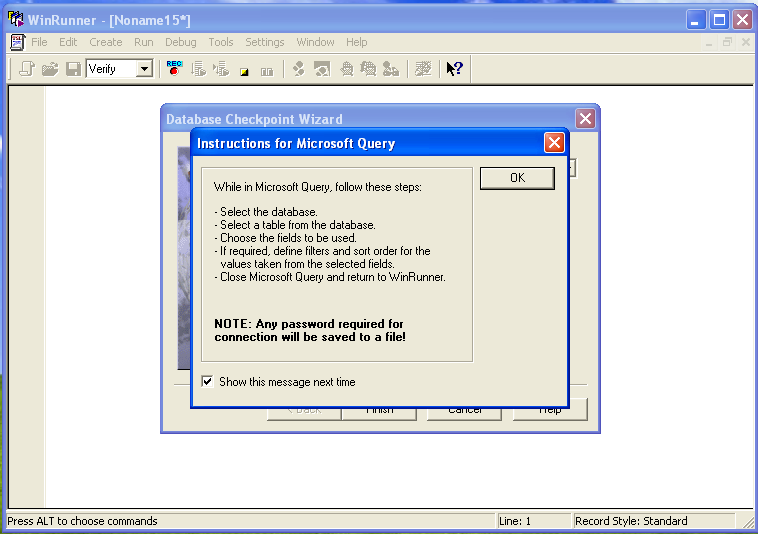 WinRunner - [Noname15*]
File Edit Create Run Debug Tools Settings Window Help
Verify
REC
Database Checkpoint Wizard
Instructions for Microsoft Query
OK
While in Microsoft Query, follow these steps:
- Select the database.
- Select a table from the database.
- Choose the fields to be used.
- If required, define filters and sort order for the
values taken from the selected fields.
- Close Microsoft Query and return to WinRunner.
NOTE: Any password required for
connection will be saved to a file!
Show this message next time
< Back Finish Cancel Help
Press ALT to choose commands
Line: 1
Record Style: Standard